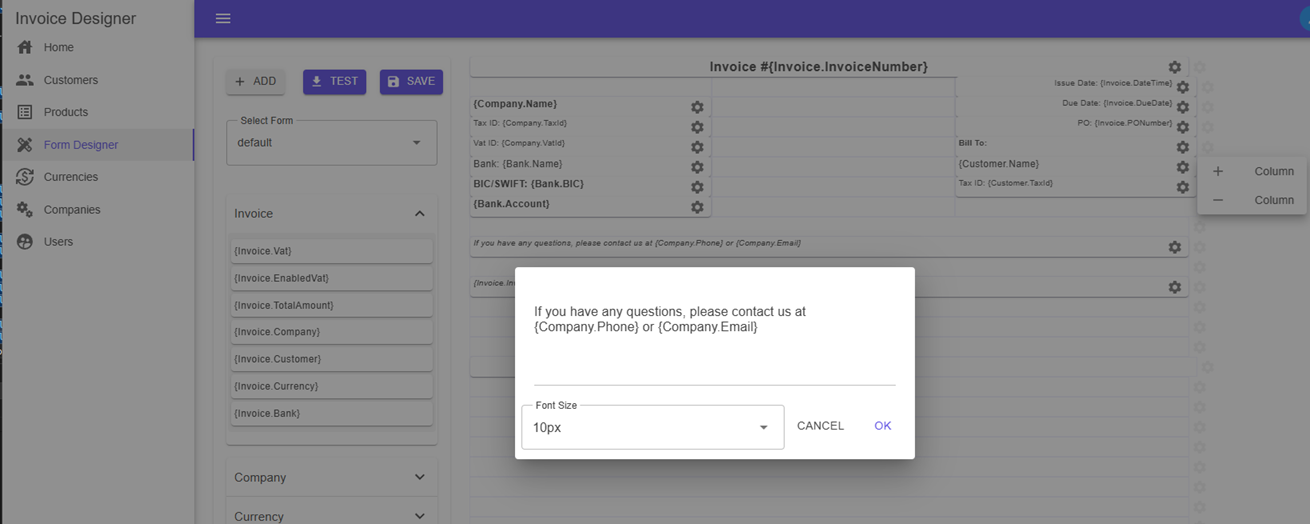 Invoice Designer
Home
Customers
Products
Form Designer
Currencies
Companies
Users
ADD
TEST
SAVE
Select Form
default
Invoice
{Invoice.Vat}
{Invoice.EnabledVat}
{Invoice.TotalAmount}
{Invoice.Company}
{Invoice.Customer}
{Invoice.Currency}
{Invoice.Bank}
Company
Currency
Invoice #{Invoice.InvoiceNumber}
Issue Date: {Invoice.DateTime}
{Company.Name}
Due Date: {Invoice.DueDate}
Tax ID: {Company.TaxId}
PO: {Invoice.PONumber}
Vat ID: {Company.VatId}
Bill To:
Bank: {Bank.Name}
{Customer.Name}
BIC/SWIFT: {Bank.BIC}
Tax ID: {Customer.TaxId}
{Bank.Account}
If you have any questions, please contact us at {Company.Phone} or {Company.Email}
Column
Column
If you have any questions, please contact us at
{Company.Phone} or {Company.Email}
Font Size
10px
CANCEL
OK